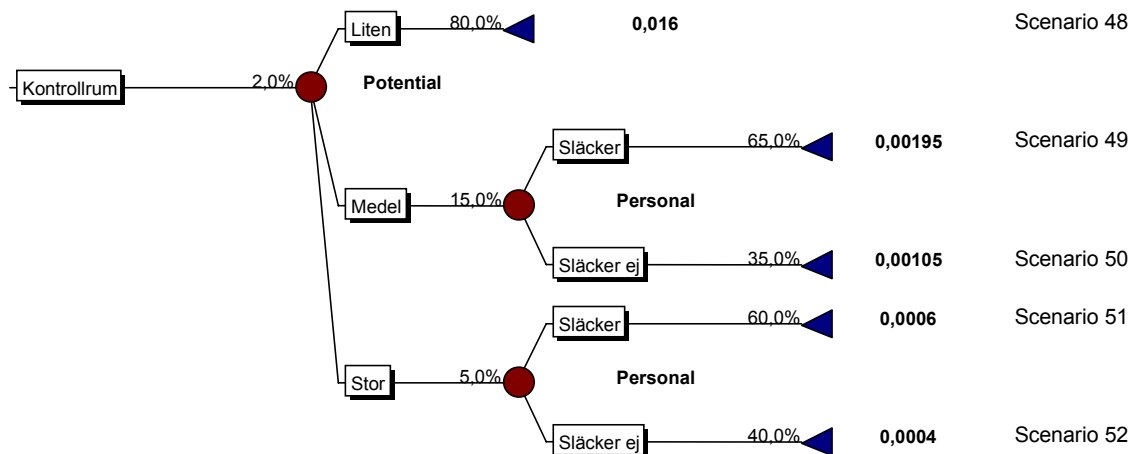 Liten 80,0% 0,016 Scenario 48
Kontrollrum 2,0% Potential
Släcker 65,0% 0,00195 Scenario 49
Medel 15,0% Personal
Släcker ej 35,0% 0,00105 Scenario 50
Släcker 60,0% 0,0006 Scenario 51
Stor 5,0% Personal
Släcker ej 40,0% 0,0004 Scenario 52